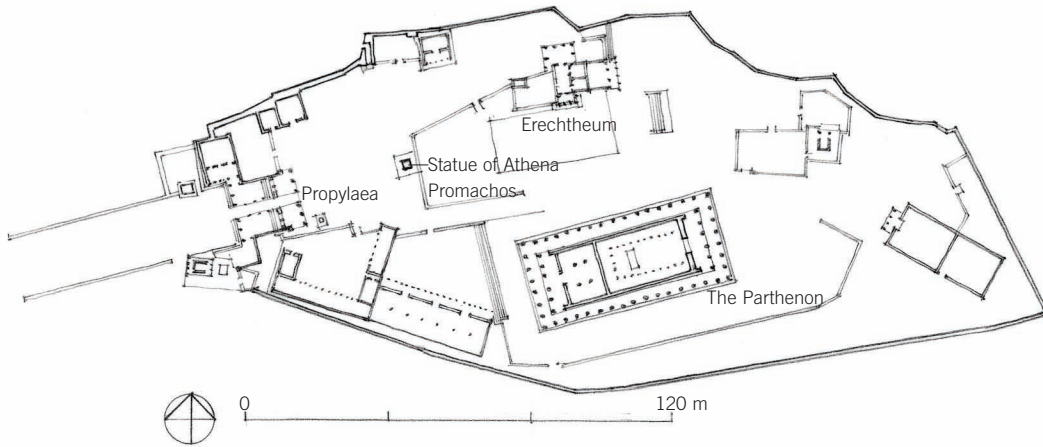 Erechtheum
Statue of Athena
Promachos
Propylaea
The Parthenon
0
120 m